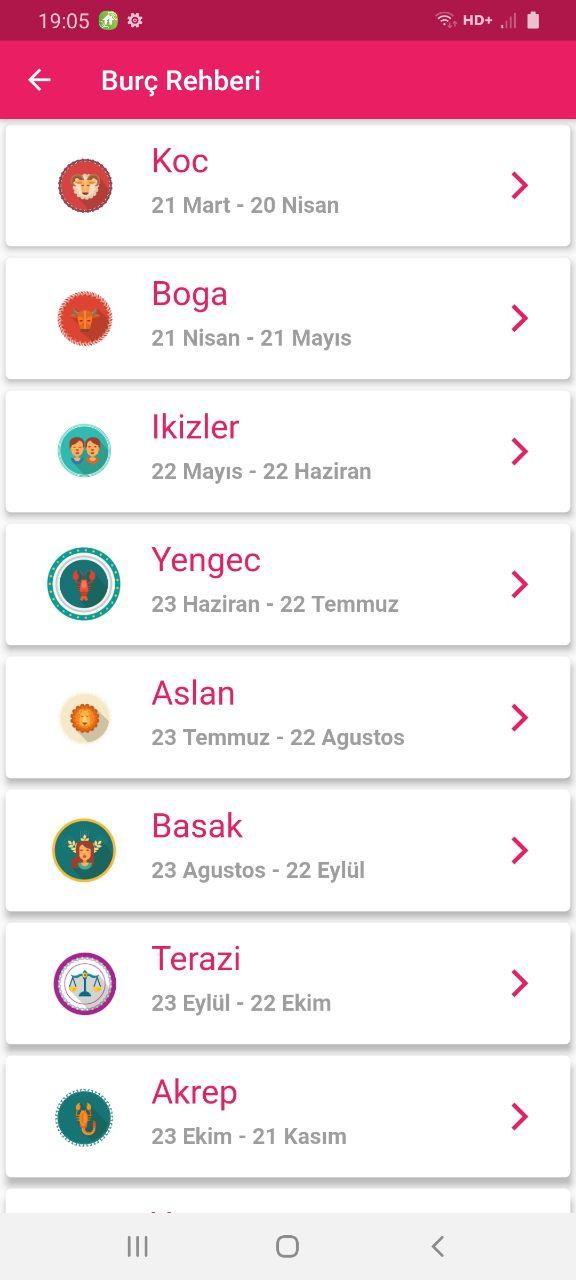 19:05 HD+
Burç Rehberi
Koc
21 Mart - 20 Nisan
Boga
21 Nisan - 21 Mayıs
Ikizler
22 Mayıs - 22 Haziran
Yengec
23 Haziran - 22 Temmuz
Aslan
23 Temmuz - 22 Agustos
Basak
23 Agustos - 22 Eylül
Terazi
23 Eylül - 22 Ekim
Akrep
23 Ekim - 21 Kasım